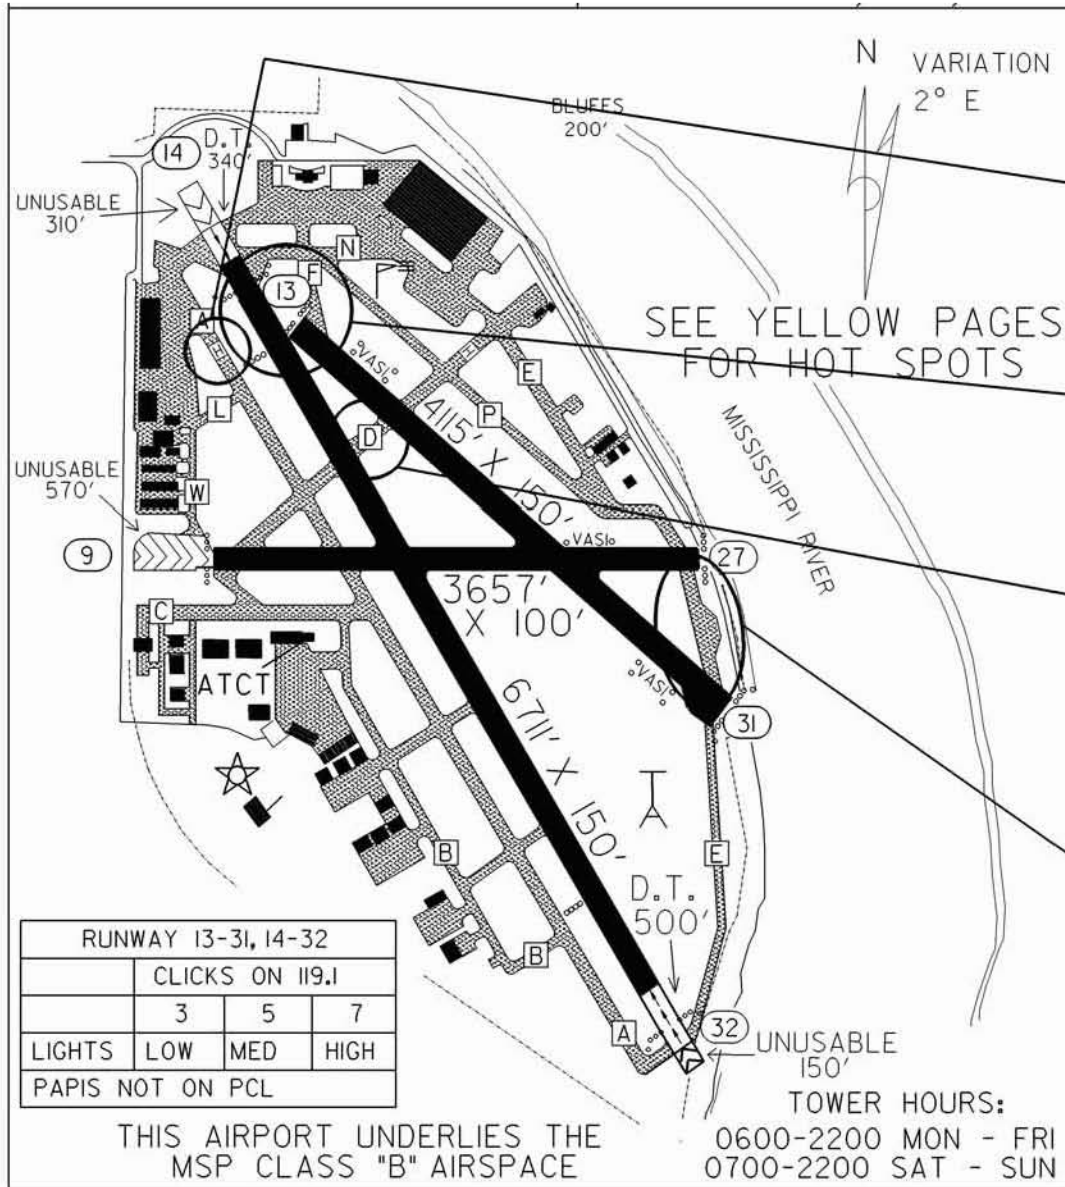 N
VARIATION
2° E
BLUFFS
200'
14
D.T.
340'
UNUSABLE
310'
N
F
13
A
SEE YELLOW PAGES
FOR HOT SPOTS
VASI
E
L
P
D
4115' X 150'
MISSISSIPPI RIVER
UNUSABLE
570'
W
9
VASI
27
3657'
X 100'
C
ATCT
VASI
31
6711' X 150'
B
E
D.T.
500'
B
A
32
UNUSABLE
150'
RUNWAY 13-31, 14-32
CLICKS ON 119.1
3 5 7
LIGHTS LOW MED HIGH
PAPIS NOT ON PCL
TOWER HOURS:
0600-2200 MON - FRI
0700-2200 SAT - SUN
THIS AIRPORT UNDERLIES THE
MSP CLASS "B" AIRSPACE